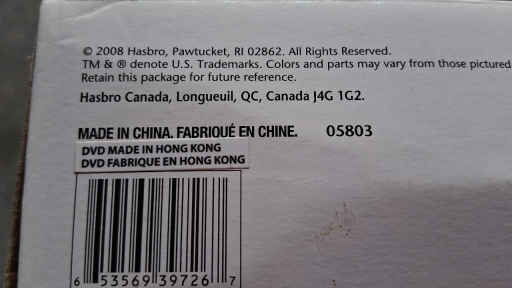 © 2008 Hasbro, Pawtucket, RI 02862. All Rights Reserved.
TM & ® denote U.S. Trademarks. Colors and parts may vary from those pictured
Retain this package for future reference.
Hasbro Canada, Longueuil, QC, Canada J4G 1G2.
MADE IN CHINA. FABRIQUÉ EN CHINE. 05803
DVD MADE IN HONG KONG
DVD FABRIQUE EN HONG KONG
6 53569 39726 7